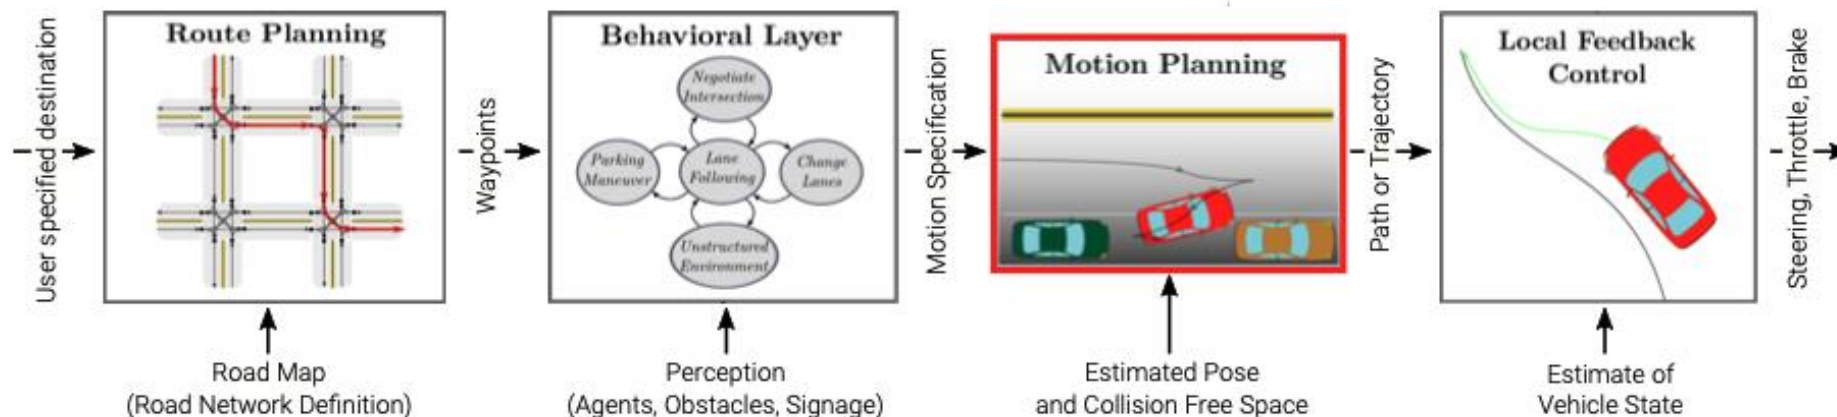 User specified destination
Route Planning
Road Map
(Road Network Definition)
Waypoints
Behavioral Layer
Negotiate
Intersection
Parking
Maneuver
Lane
Following
Change
Lanes
Unstructured
Environment
Perception
(Agents, Obstacles, Signage)
Motion Specification
Motion Planning
Estimated Pose
and Collision Free Space
Path or Trajectory
Local Feedback
Control
Estimate of
Vehicle State
Steering, Throttle, Brake